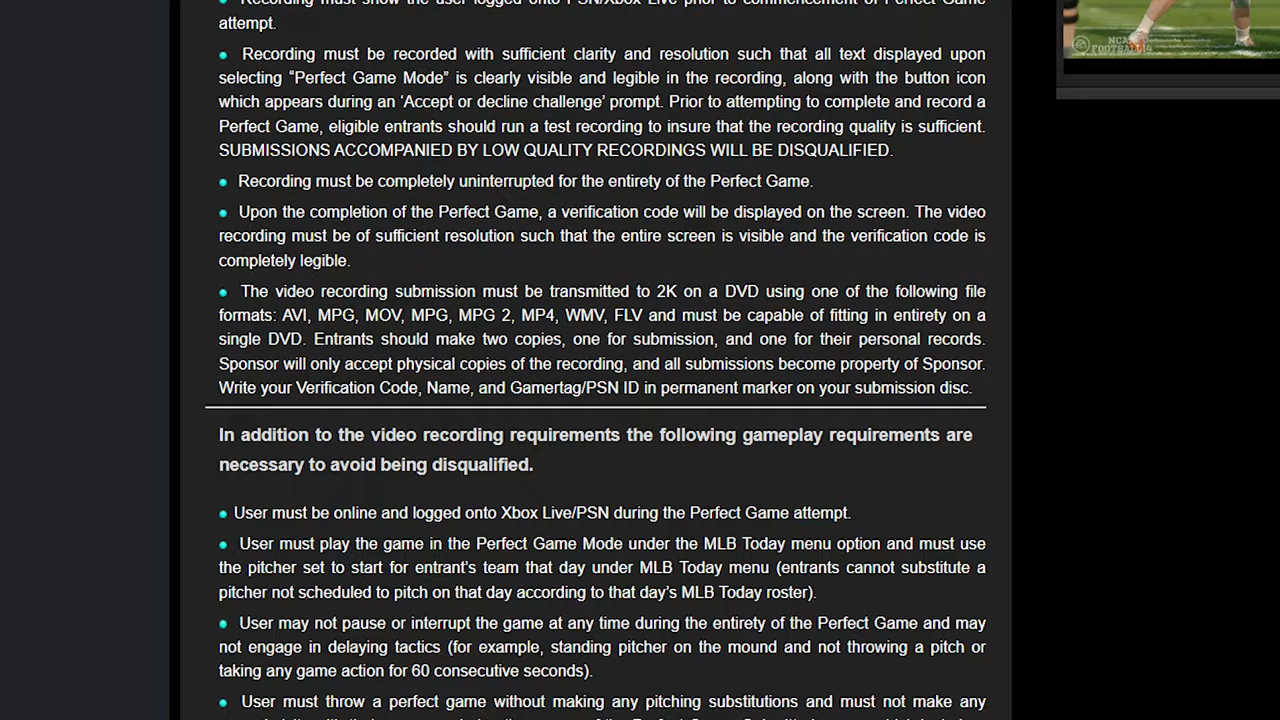 Recording must show the user logged onto PSN/Xbox Live prior to commencement of Perfect Game
attempt.
Recording must be recorded with sufficient clarity and resolution such that all text displayed upon
selecting “Perfect Game Mode” is clearly visible and legible in the recording, along with the button icon
which appears during an ‘Accept or decline challenge’ prompt. Prior to attempting to complete and record a
Perfect Game, eligible entrants should run a test recording to insure that the recording quality is sufficient.
SUBMISSIONS ACCOMPANIED BY LOW QUALITY RECORDINGS WILL BE DISQUALIFIED.
Recording must be completely uninterrupted for the entirety of the Perfect Game.
Upon the completion of the Perfect Game, a verification code will be displayed on the screen. The video
recording must be of sufficient resolution such that the entire screen is visible and the verification code is
completely legible.
The video recording submission must be transmitted to 2K on a DVD using one of the following file
formats: AVI, MPG, MOV, MPG, MPG 2, MP4, WMV, FLV and must be capable of fitting in entirety on a
single DVD. Entrants should make two copies, one for submission, and one for their personal records.
Sponsor will only accept physical copies of the recording, and all submissions become property of Sponsor.
Write your Verification Code, Name, and Gamertag/PSN ID in permanent marker on your submission disc.
In addition to the video recording requirements the following gameplay requirements are
necessary to avoid being disqualified.
User must be online and logged onto Xbox Live/PSN during the Perfect Game attempt.
User must play the game in the Perfect Game Mode under the MLB Today menu option and must use
the pitcher set to start for entrant's team that day under MLB Today menu (entrants cannot substitute a
pitcher not scheduled to pitch on that day according to that day's MLB Today roster).
User may not pause or interrupt the game at any time during the entirety of the Perfect Game and may
not engage in delaying tactics (for example, standing pitcher on the mound and not throwing a pitch or
taking any game action for 60 consecutive seconds).
User must throw a perfect game without making any pitching substitutions and must not make any
NCAA
FOOTBALL 14